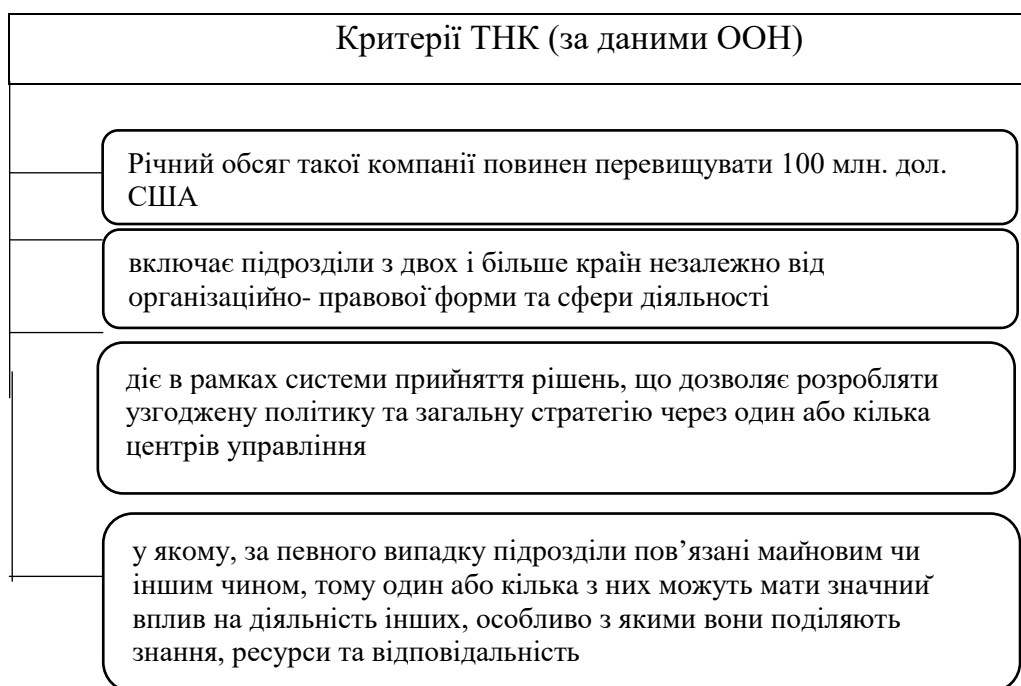 Критерії ТНК (за даними ООН)
Річний обсяг такої компанії повинен перевищувати 100 млн. дол.
США
включає підрозділи з двох і більше країн незалежно від
організаційно- правової форми та сфери діяльності
діє в рамках системи прийняття рішень, що дозволяє розробляти
узгоджену політику та загальну стратегію через один або кілька
центрів управління
у якому, за певного випадку підрозділи пов’язані майновим чи
іншим чином, тому один або кілька з них можуть мати значний
вплив на діяльність інших, особливо з якими вони поділяють
знання, ресурси та відповідальність